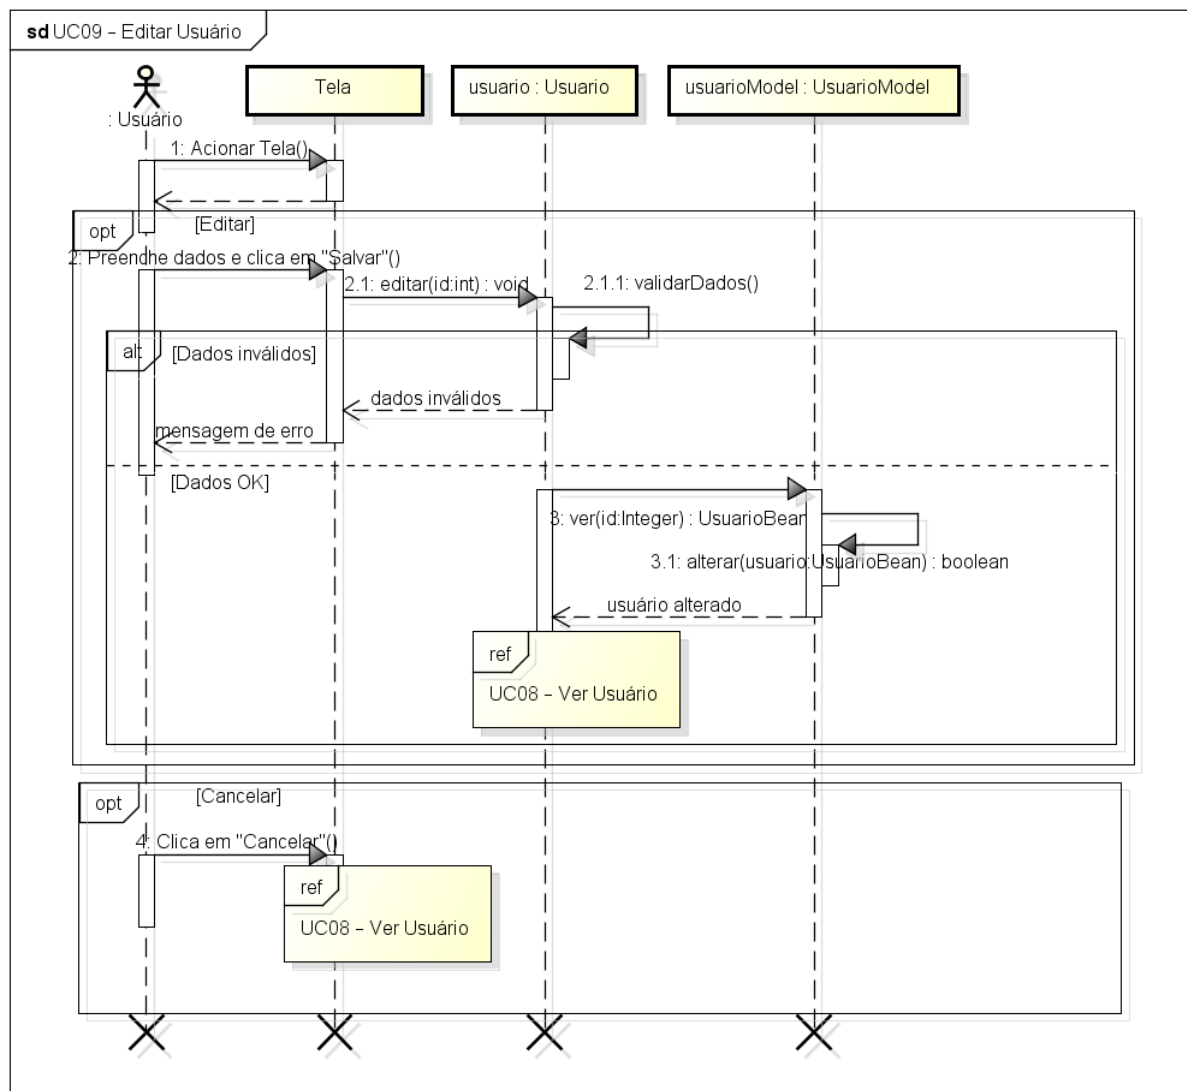 sd UC09 – Editar Usuário
: Usuário
Tela
usuario : Usuario
usuarioModel : UsuarioModel
1: Acionar Tela()
opt
[Editar]
2: Preenche dados e clica em "Salvar"()
2.1: editar(id:int) : void
2.1.1: validarDados()
alt
[Dados inválidos]
dados inválidos
mensagem de erro
[Dados OK]
3: ver(id:Integer) : UsuarioBean
3.1: alterar(usuario:UsuarioBean) : boolean
usuário alterado
ref
UC08 – Ver Usuário
opt
[Cancelar]
4: Clica em "Cancelar"()
ref
UC08 – Ver Usuário